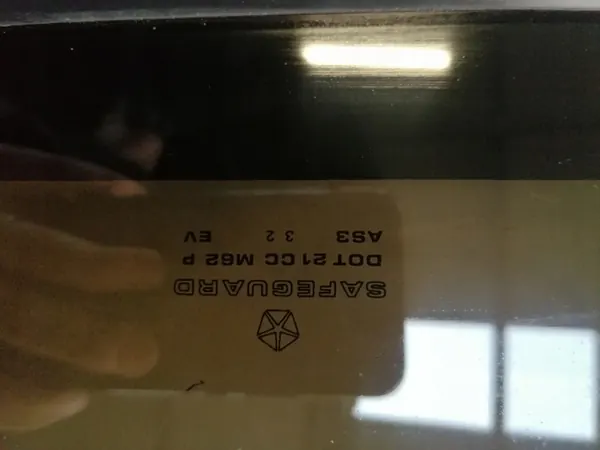 SAFEGUARD
DOT 21 CC M62 P
AS3 3 2 EV